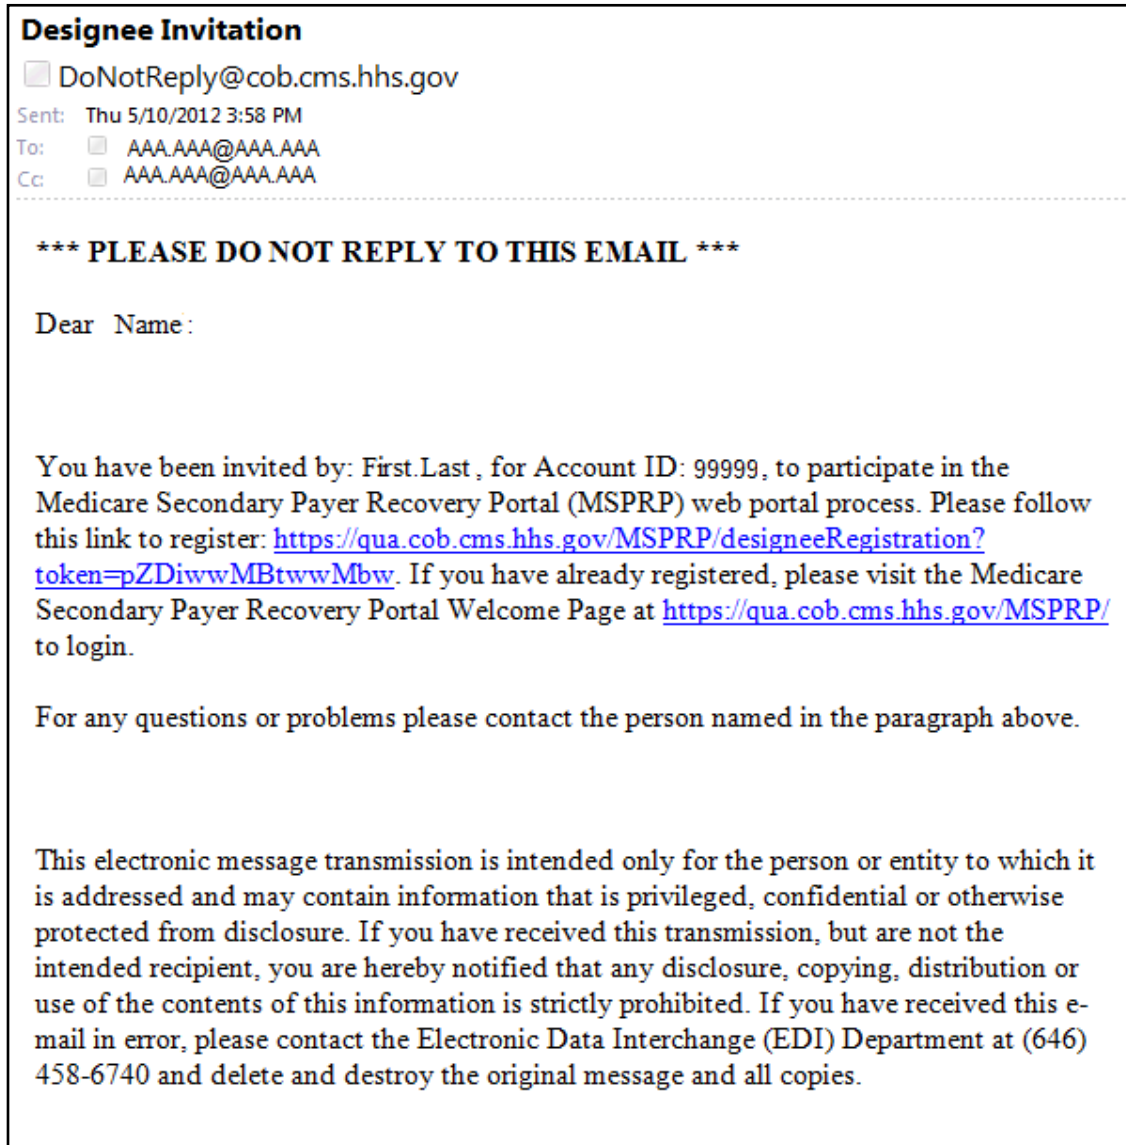 Designee Invitation
DoNotReply@cob.cms.hhs.gov
Sent: Thu 5/10/2012 3:58 PM
To: AAA.AAA@AAA.AAA
Cc: AAA.AAA@AAA.AAA
*** PLEASE DO NOT REPLY TO THIS EMAIL ***
Dear Name:
You have been invited by: First.Last, for Account ID: 99999, to participate in the
Medicare Secondary Payer Recovery Portal (MSPRP) web portal process. Please follow
this link to register: https://qua.cob.cms.hhs.gov/MSPRP/designeeRegistration?
token=pZDiwwMBtwwMbw. If you have already registered, please visit the Medicare
Secondary Payer Recovery Portal Welcome Page at https://qua.cob.cms.hhs.gov/MSPRP/
to login.
For any questions or problems please contact the person named in the paragraph above.
This electronic message transmission is intended only for the person or entity to which it
is addressed and may contain information that is privileged, confidential or otherwise
protected from disclosure. If you have received this transmission, but are not the
intended recipient, you are hereby notified that any disclosure, copying, distribution or
use of the contents of this information is strictly prohibited. If you have received this e-
mail in error, please contact the Electronic Data Interchange (EDI) Department at (646)
458-6740 and delete and destroy the original message and all copies.